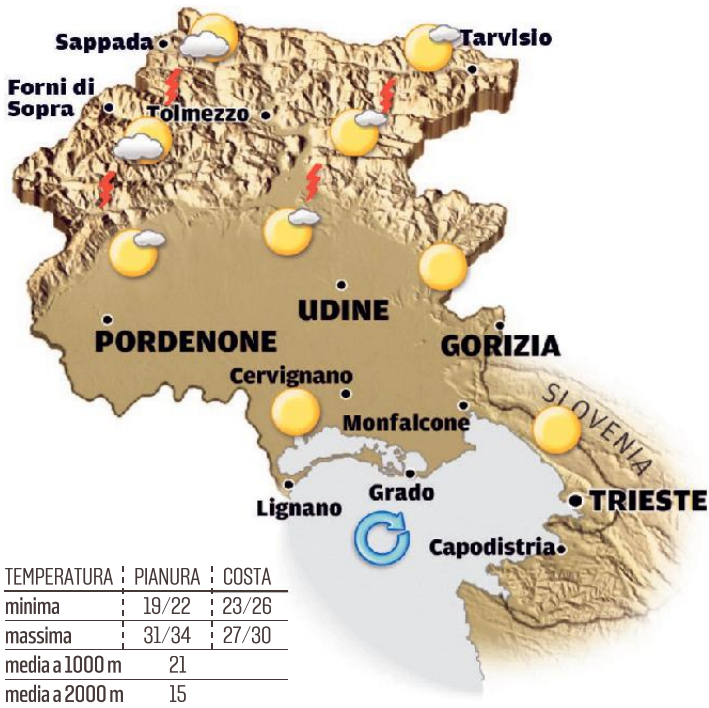 Sappada
Tarvisio
Forni di
Sopra
Tolmezzo
UDINE
PORDENONE
GORIZIA
Cervignano
SLOVENIA
Monfalcone
Lignano
Grado
TRIESTE
Capodistria
TEMPERATURA PIANURA COSTA
minima 19/22 23/26
massima 31/34 27/30
media a 1000 m 21
media a 2000 m 15